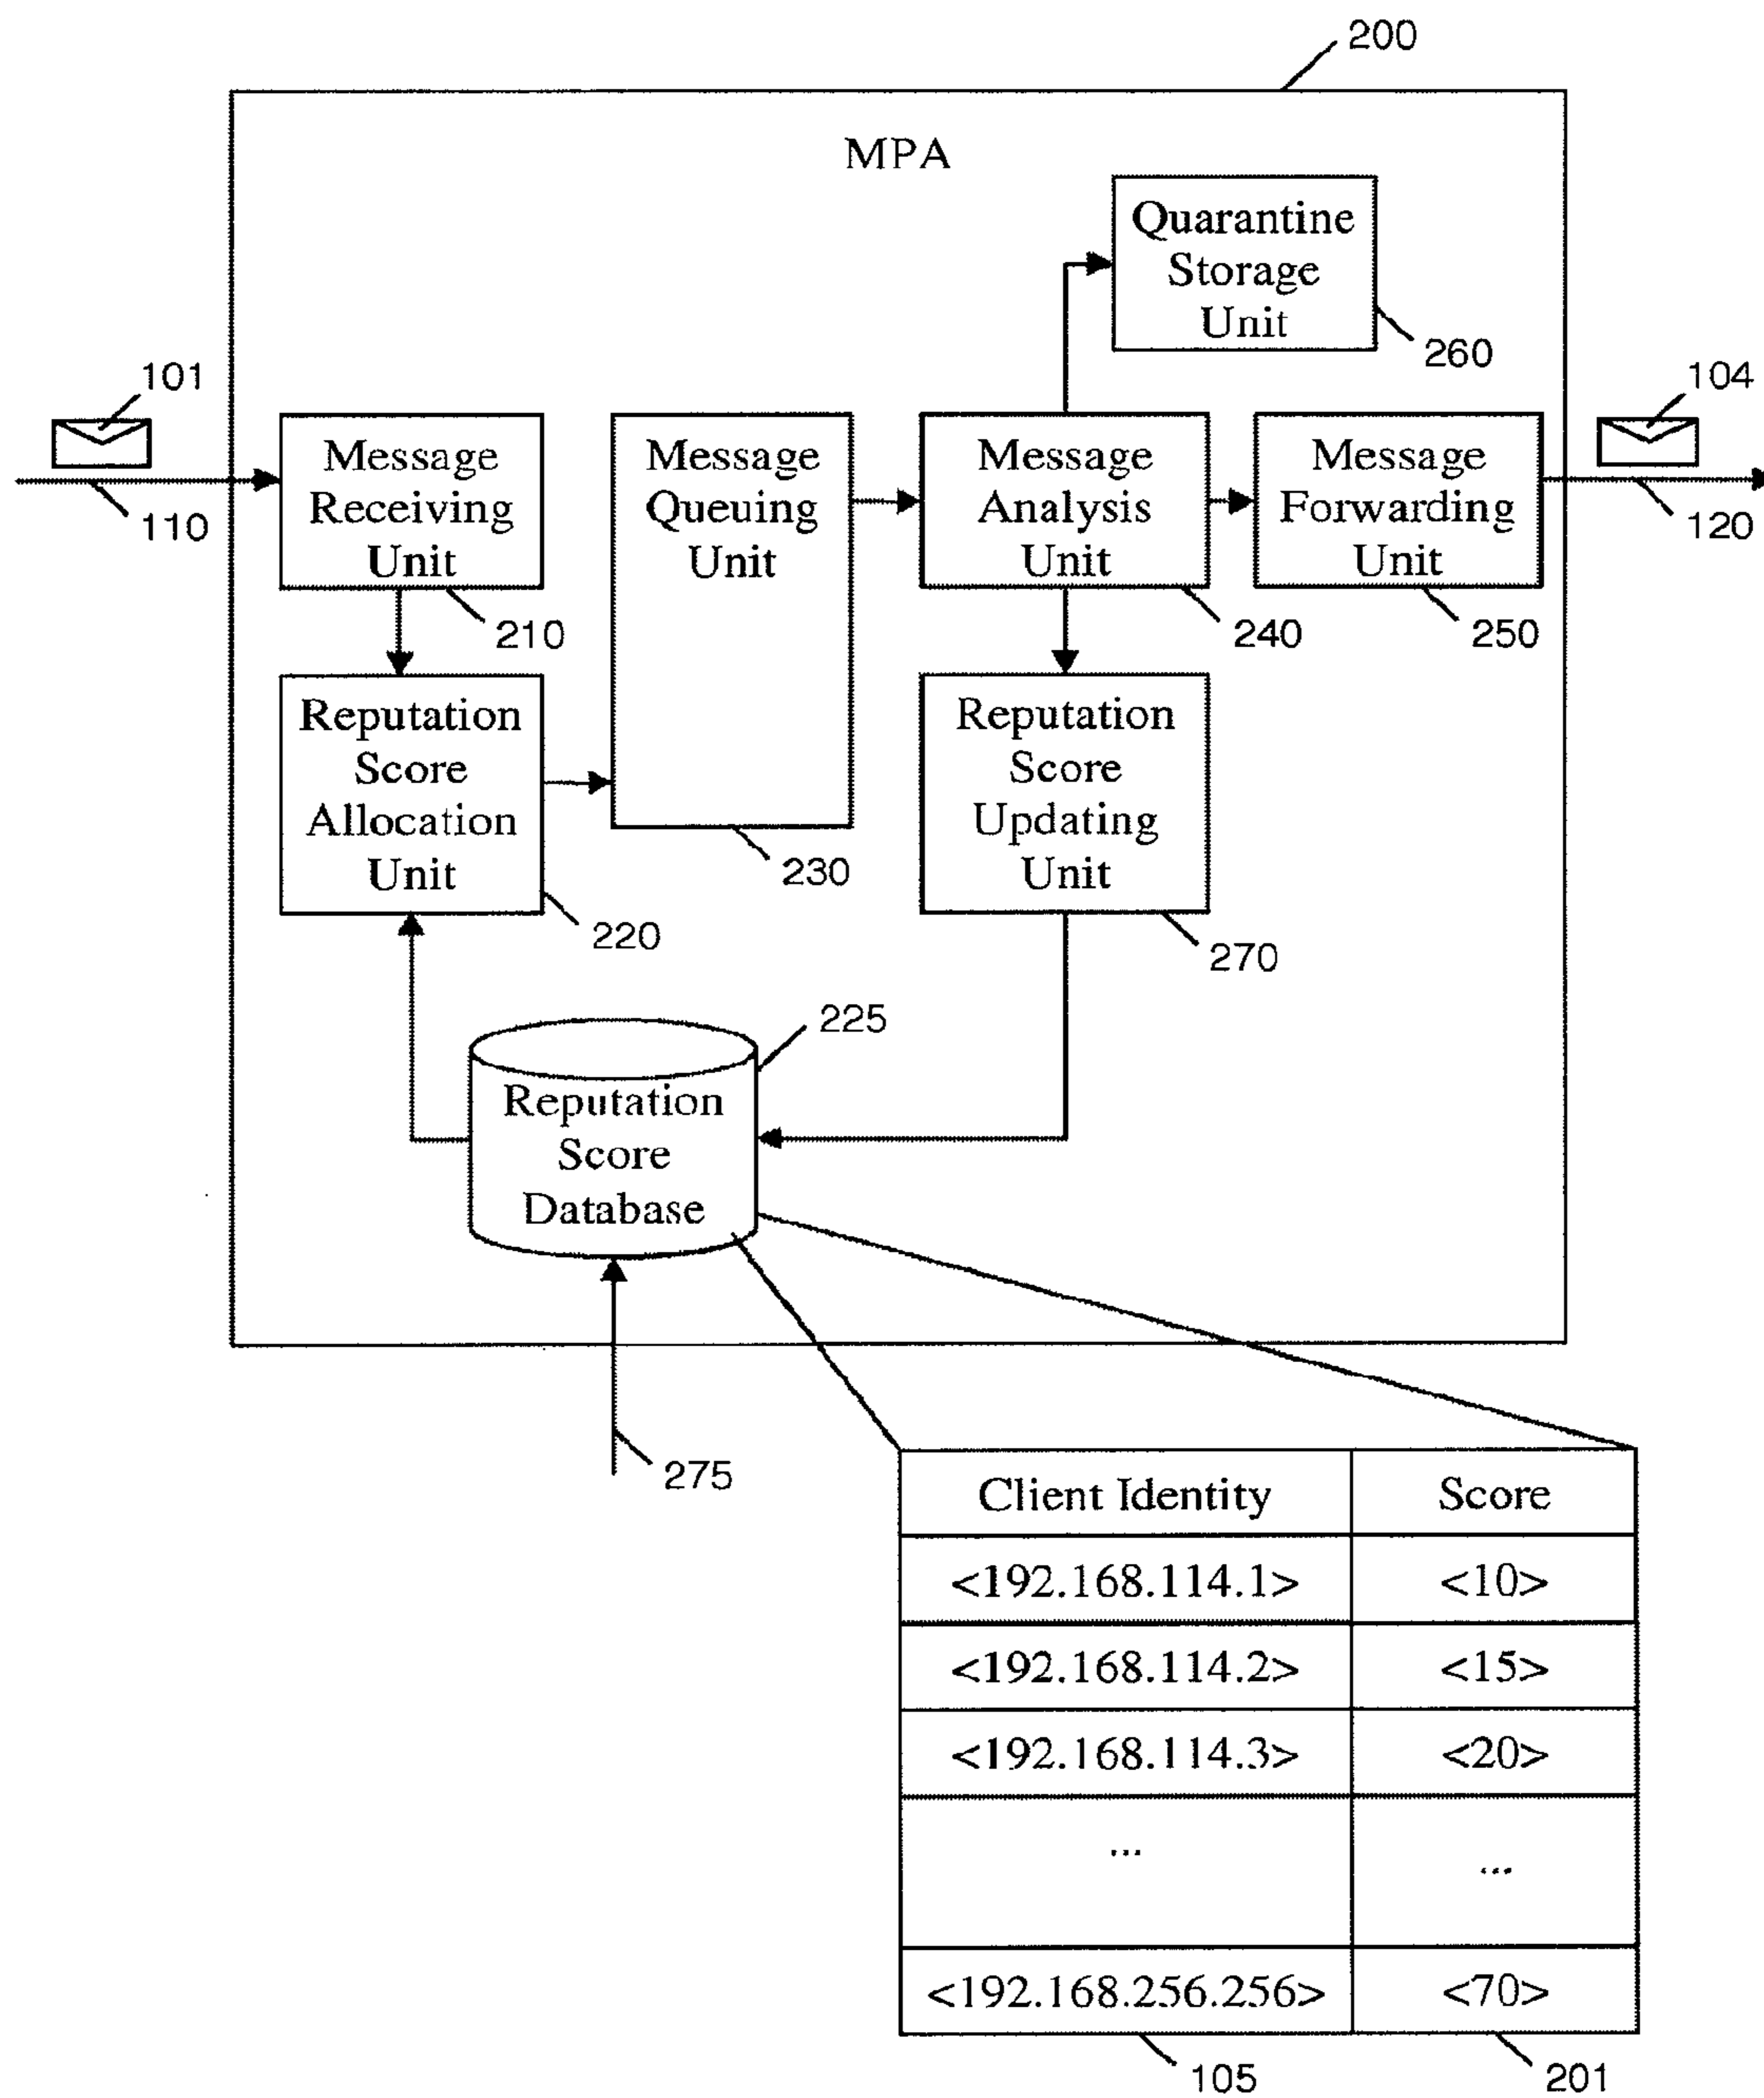 200
MPA
Quarantine
Storage
Unit
260
101
104
110
120
Message
Receiving
Unit
210
Message
Queuing
Unit
230
Message
Analysis
Unit
240
Message
Forwarding
Unit
250
Reputation
Score
Allocation
Unit
220
Reputation
Score
Updating
Unit
270
225
Reputation
Score
Database
275
Client Identity Score
<192.168.114.1> <10>
<192.168.114.2> <15>
<192.168.114.3> <20>
... ...
<192.168.256.256> <70>
105 201